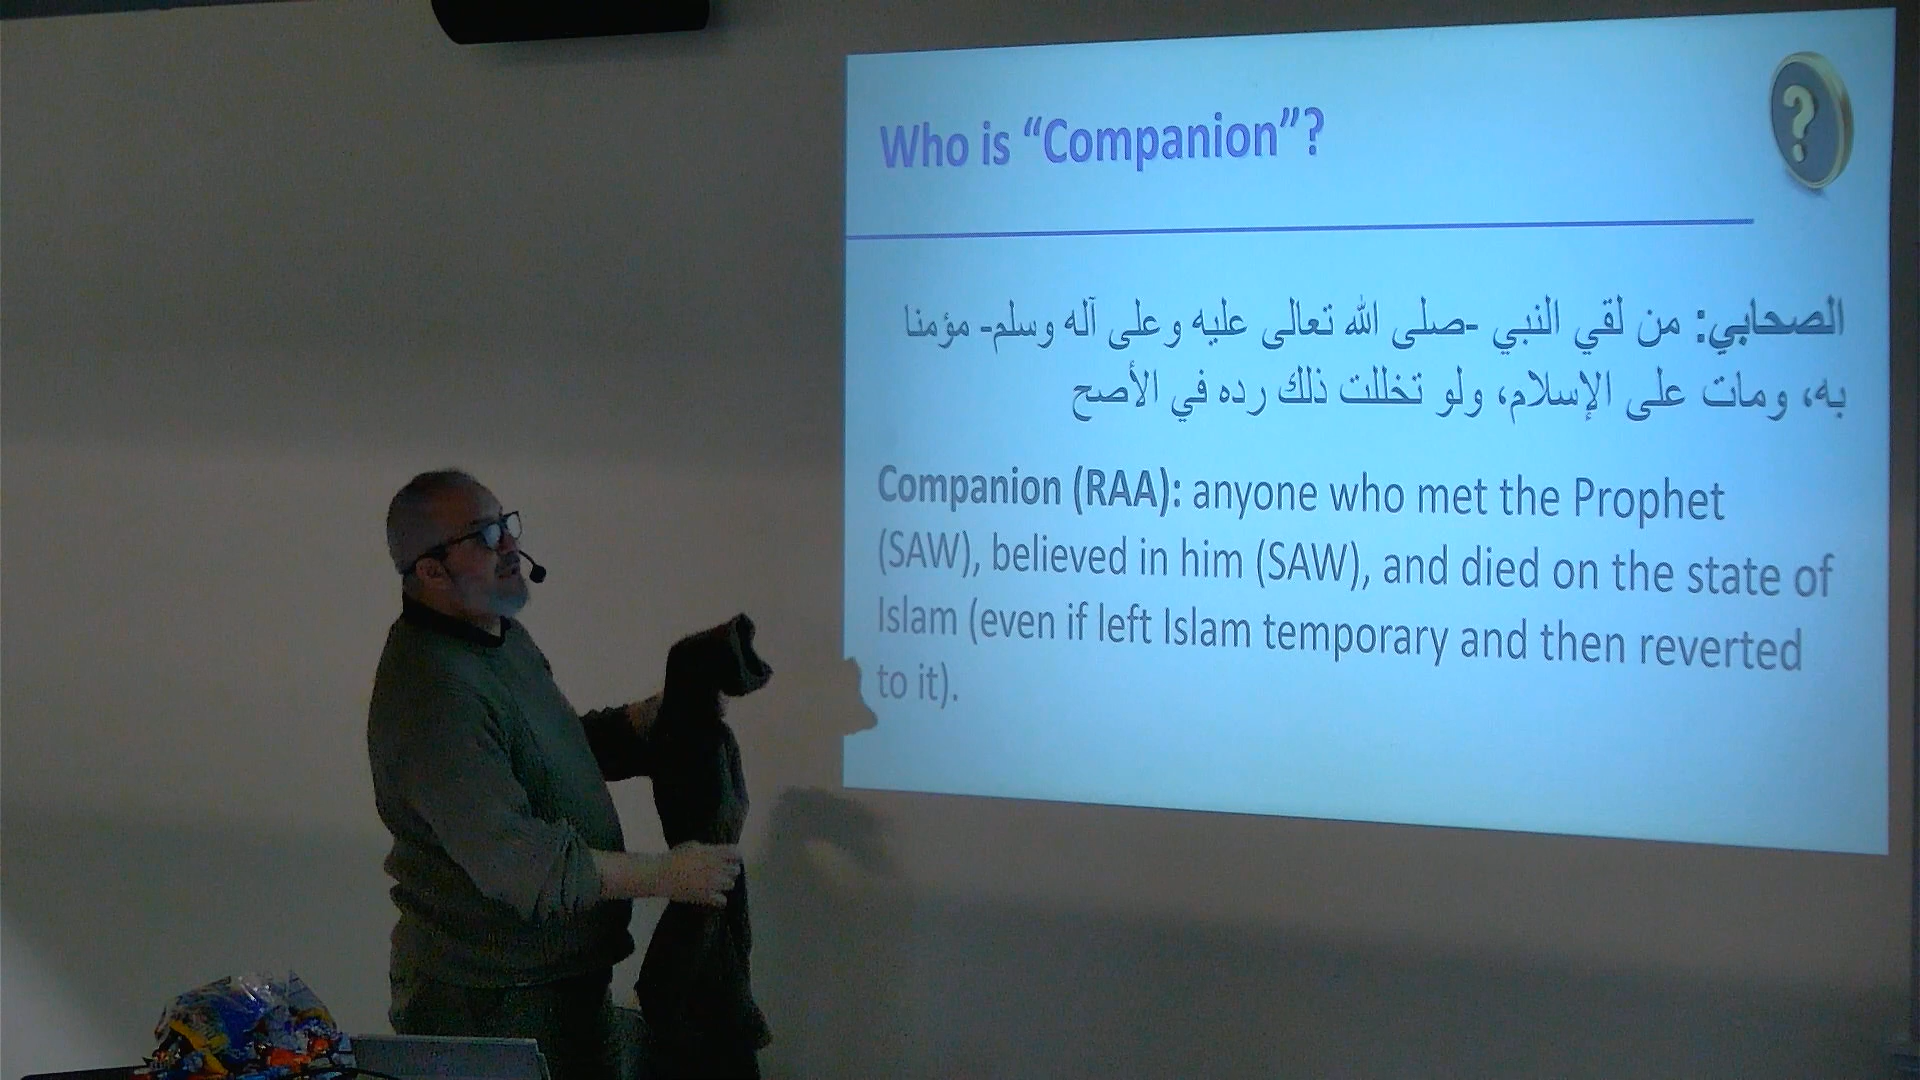 Who is “Companion”?
?
الصحابي: من لقي النبي -صلى الله تعالى عليه وعلى آله وسلم- مؤمنا
به، ومات على الإسلام، ولو تخللت ذلك رده في الأصح
Companion (RAA): anyone who met the Prophet
(SAW), believed in him (SAW), and died on the state of
Islam (even if left Islam temporary and then reverted
to it).